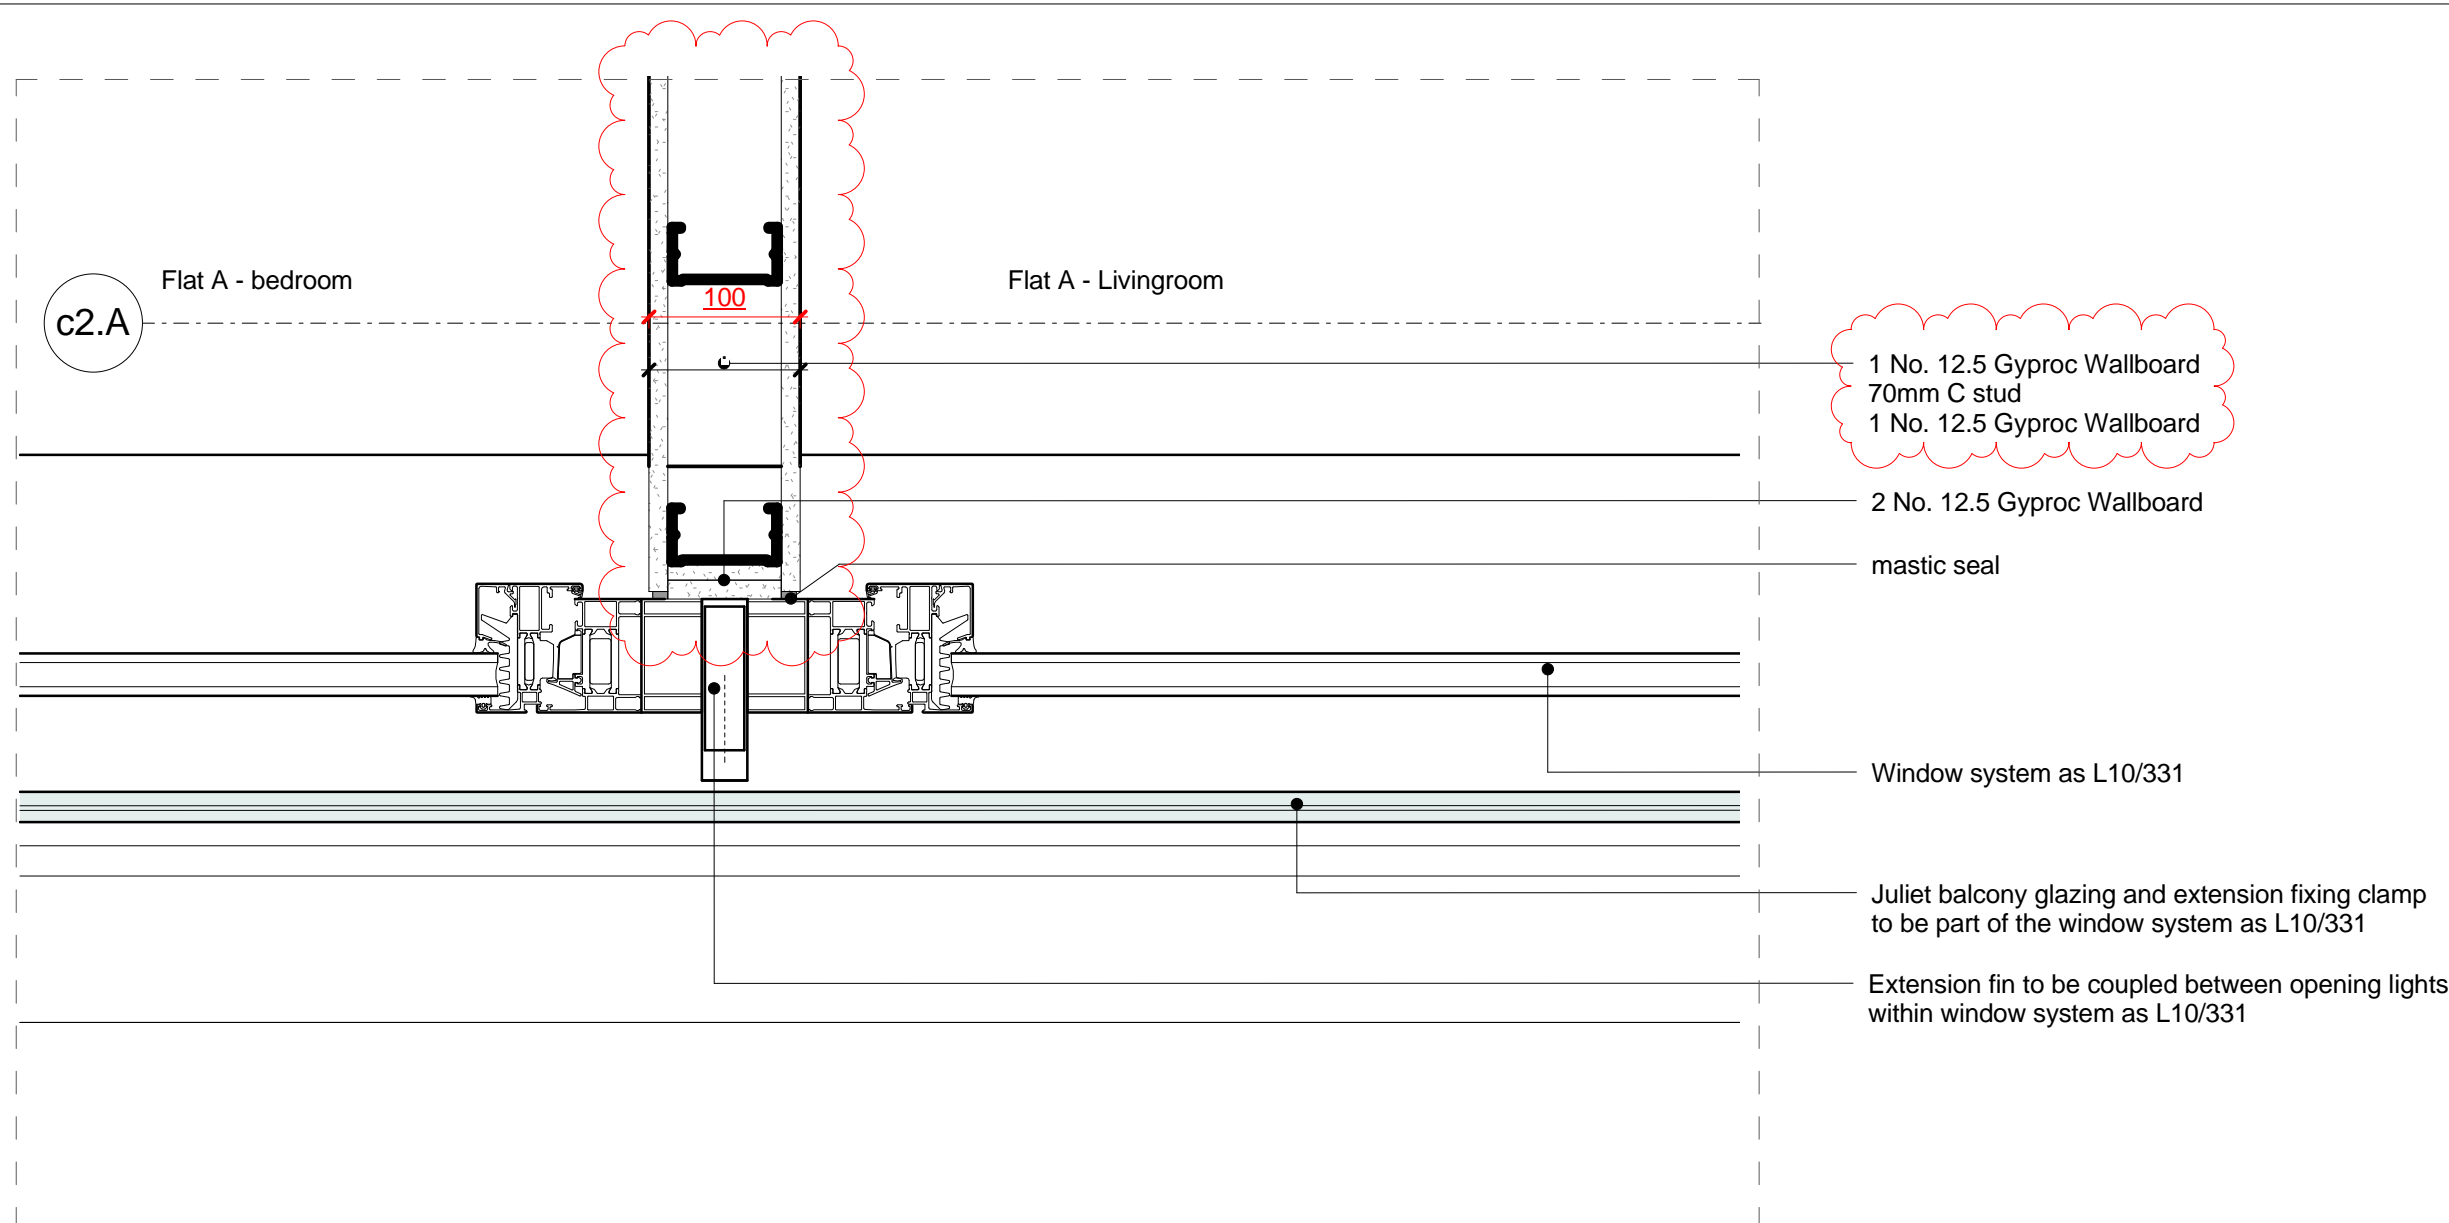 Flat A - bedroom
Flat A - Livingroom
c2.A
100
1 No. 12.5 Gyproc Wallboard
70mm C stud
1 No. 12.5 Gyproc Wallboard
2 No. 12.5 Gyproc Wallboard
mastic seal
Window system as L10/331
Juliet balcony glazing and extension fixing clamp
to be part of the window system as L10/331
Extension fin to be coupled between opening lights
within window system as L10/331